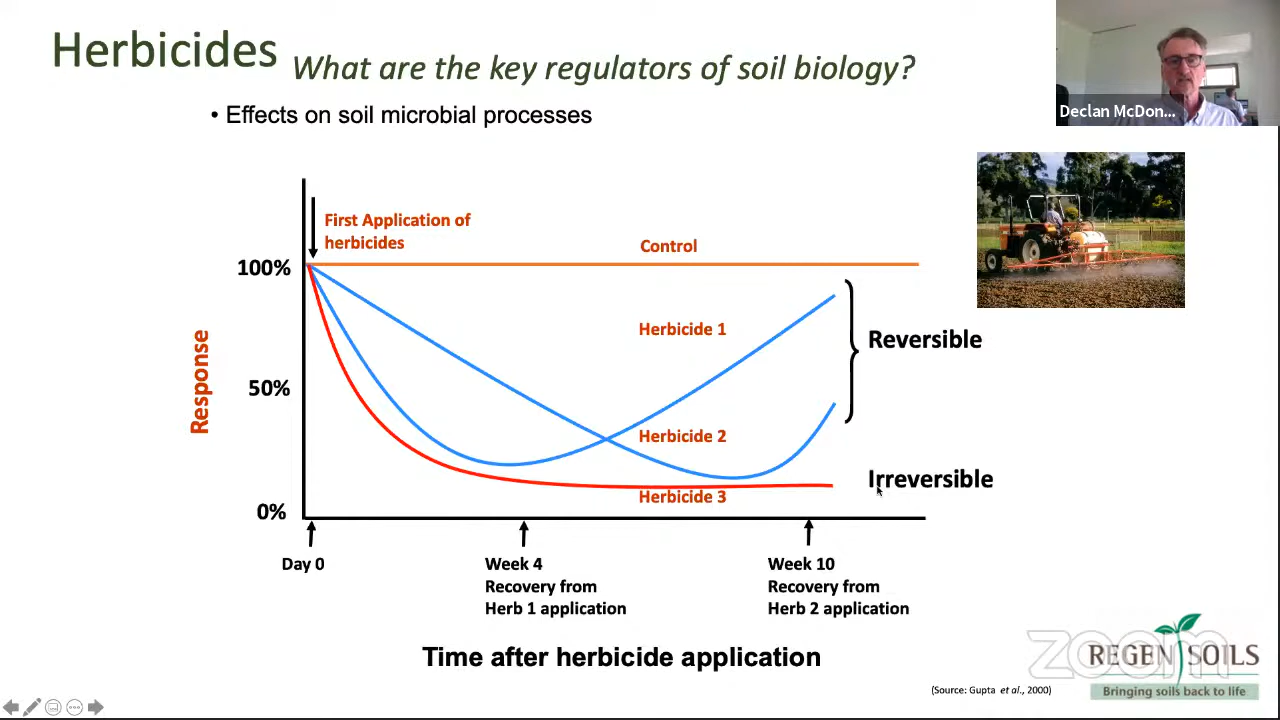 Herbicides What are the key regulators of soil biology?
• Effects on soil microbial processes
Declan McDon...
First Application of
herbicides
Control
100%
Herbicide 1
Reversible
Response
50%
Herbicide 2
Irreversible
Herbicide 3
0%
Day 0
Week 4
Recovery from
Herb 1 application
Week 10
Recovery from
Herb 2 application
Time after herbicide application
zoom
REGEN SOILS
Bringing soils back to life
(Source: Gupta et al., 2000)